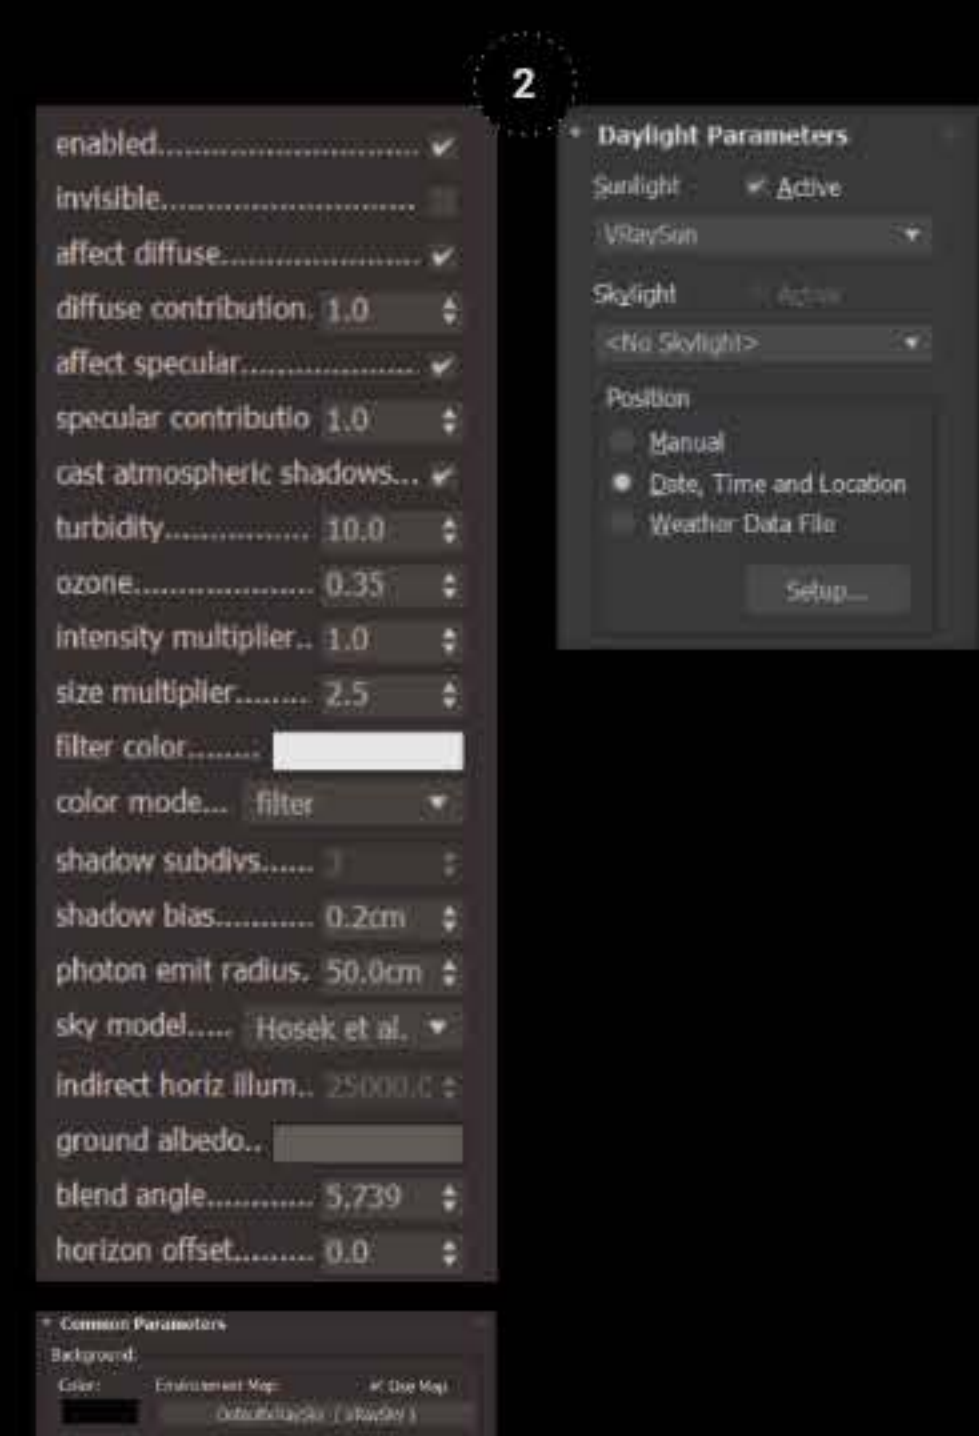 2
enabled............................
invisible...........................
affect diffuse.....................
diffuse contribution. 1.0
affect specular..................
specular contributio 1.0
cast atmospheric shadows...
turbidity................ 10.0
ozone.................... 0.35
intensity multiplier.. 1.0
size multiplier........ 2.5
filter color........
color mode... filter
shadow subdivs......
shadow bias........... 0.2cm
photon emit radius. 50.0cm
sky model..... Hosek et al.
indirect horiz illum.. 25000.0
ground albedo..
blend angle............ 5.739
horizon offset......... 0.0
Daylight Parameters
Sunlight Active
VRaySun
Skylight Active
<No Skylight>
Position
Manual
Date, Time and Location
Weather Data File
Setup...
Common Parameters
Background:
Color: Environment Map: Use Map
( VRaySky )